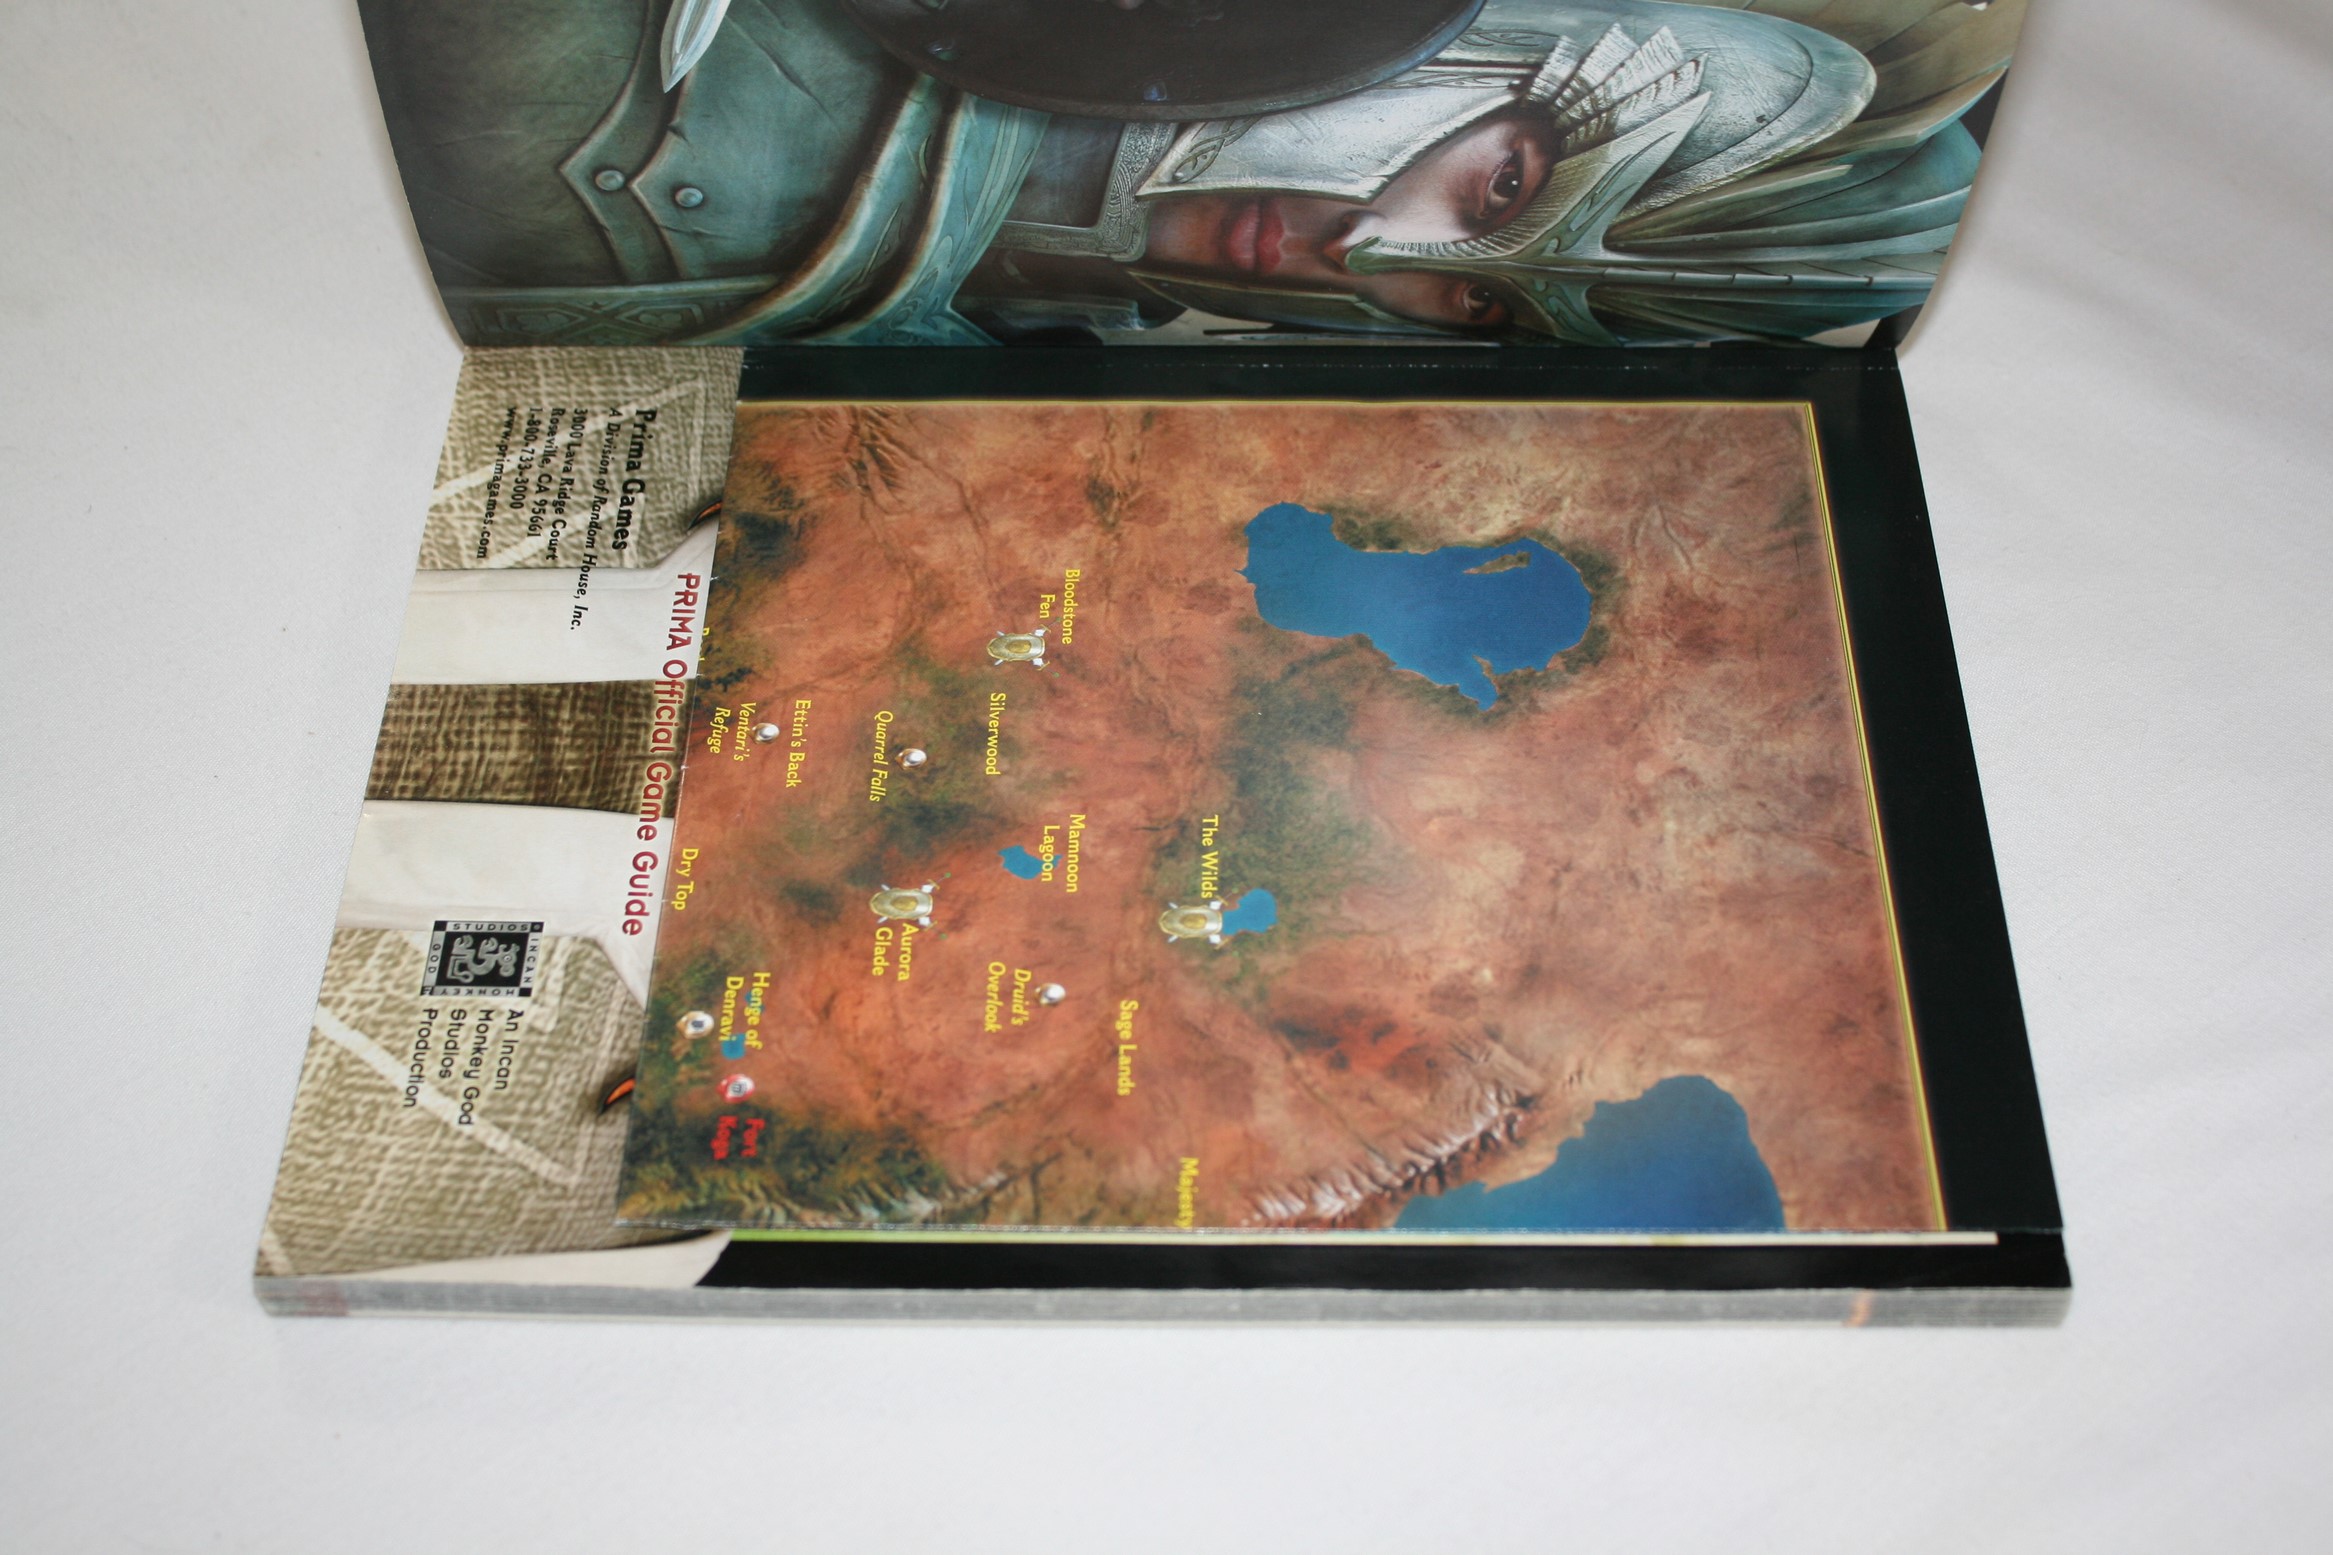 Prima Games
A Division of Random House, Inc.
3000 Lava Ridge Court
Roseville, CA 95661
1-800-733-3000
www.primagames.com
PRIMA Official Game Guide
INCAN
MONKEY
GOD
STUDIOS
An Incan
Monkey God
Studios
Production
The Wilds
Sage Lands
Majesty
Bloodstone
Fen
Mamnoon
Lagoon
Silverwood
Druid's
Overlook
Quarrel Falls
Aurora
Glade
Ettin's Back
Ventari's
Refuge
Henge of
Denravi
Fort
Koga
Dry Top